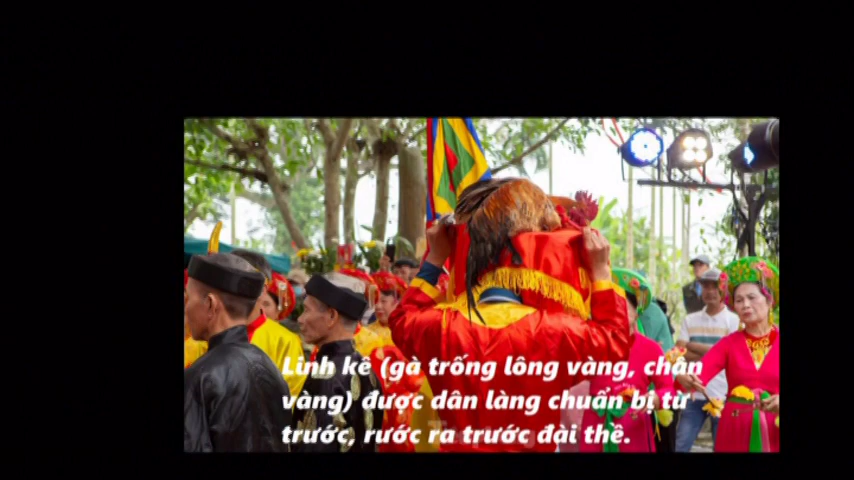 Linh kê (gà trống lông vàng, chân
vàng) được dân làng chuẩn bị từ
trước, rước ra trước đài thề.